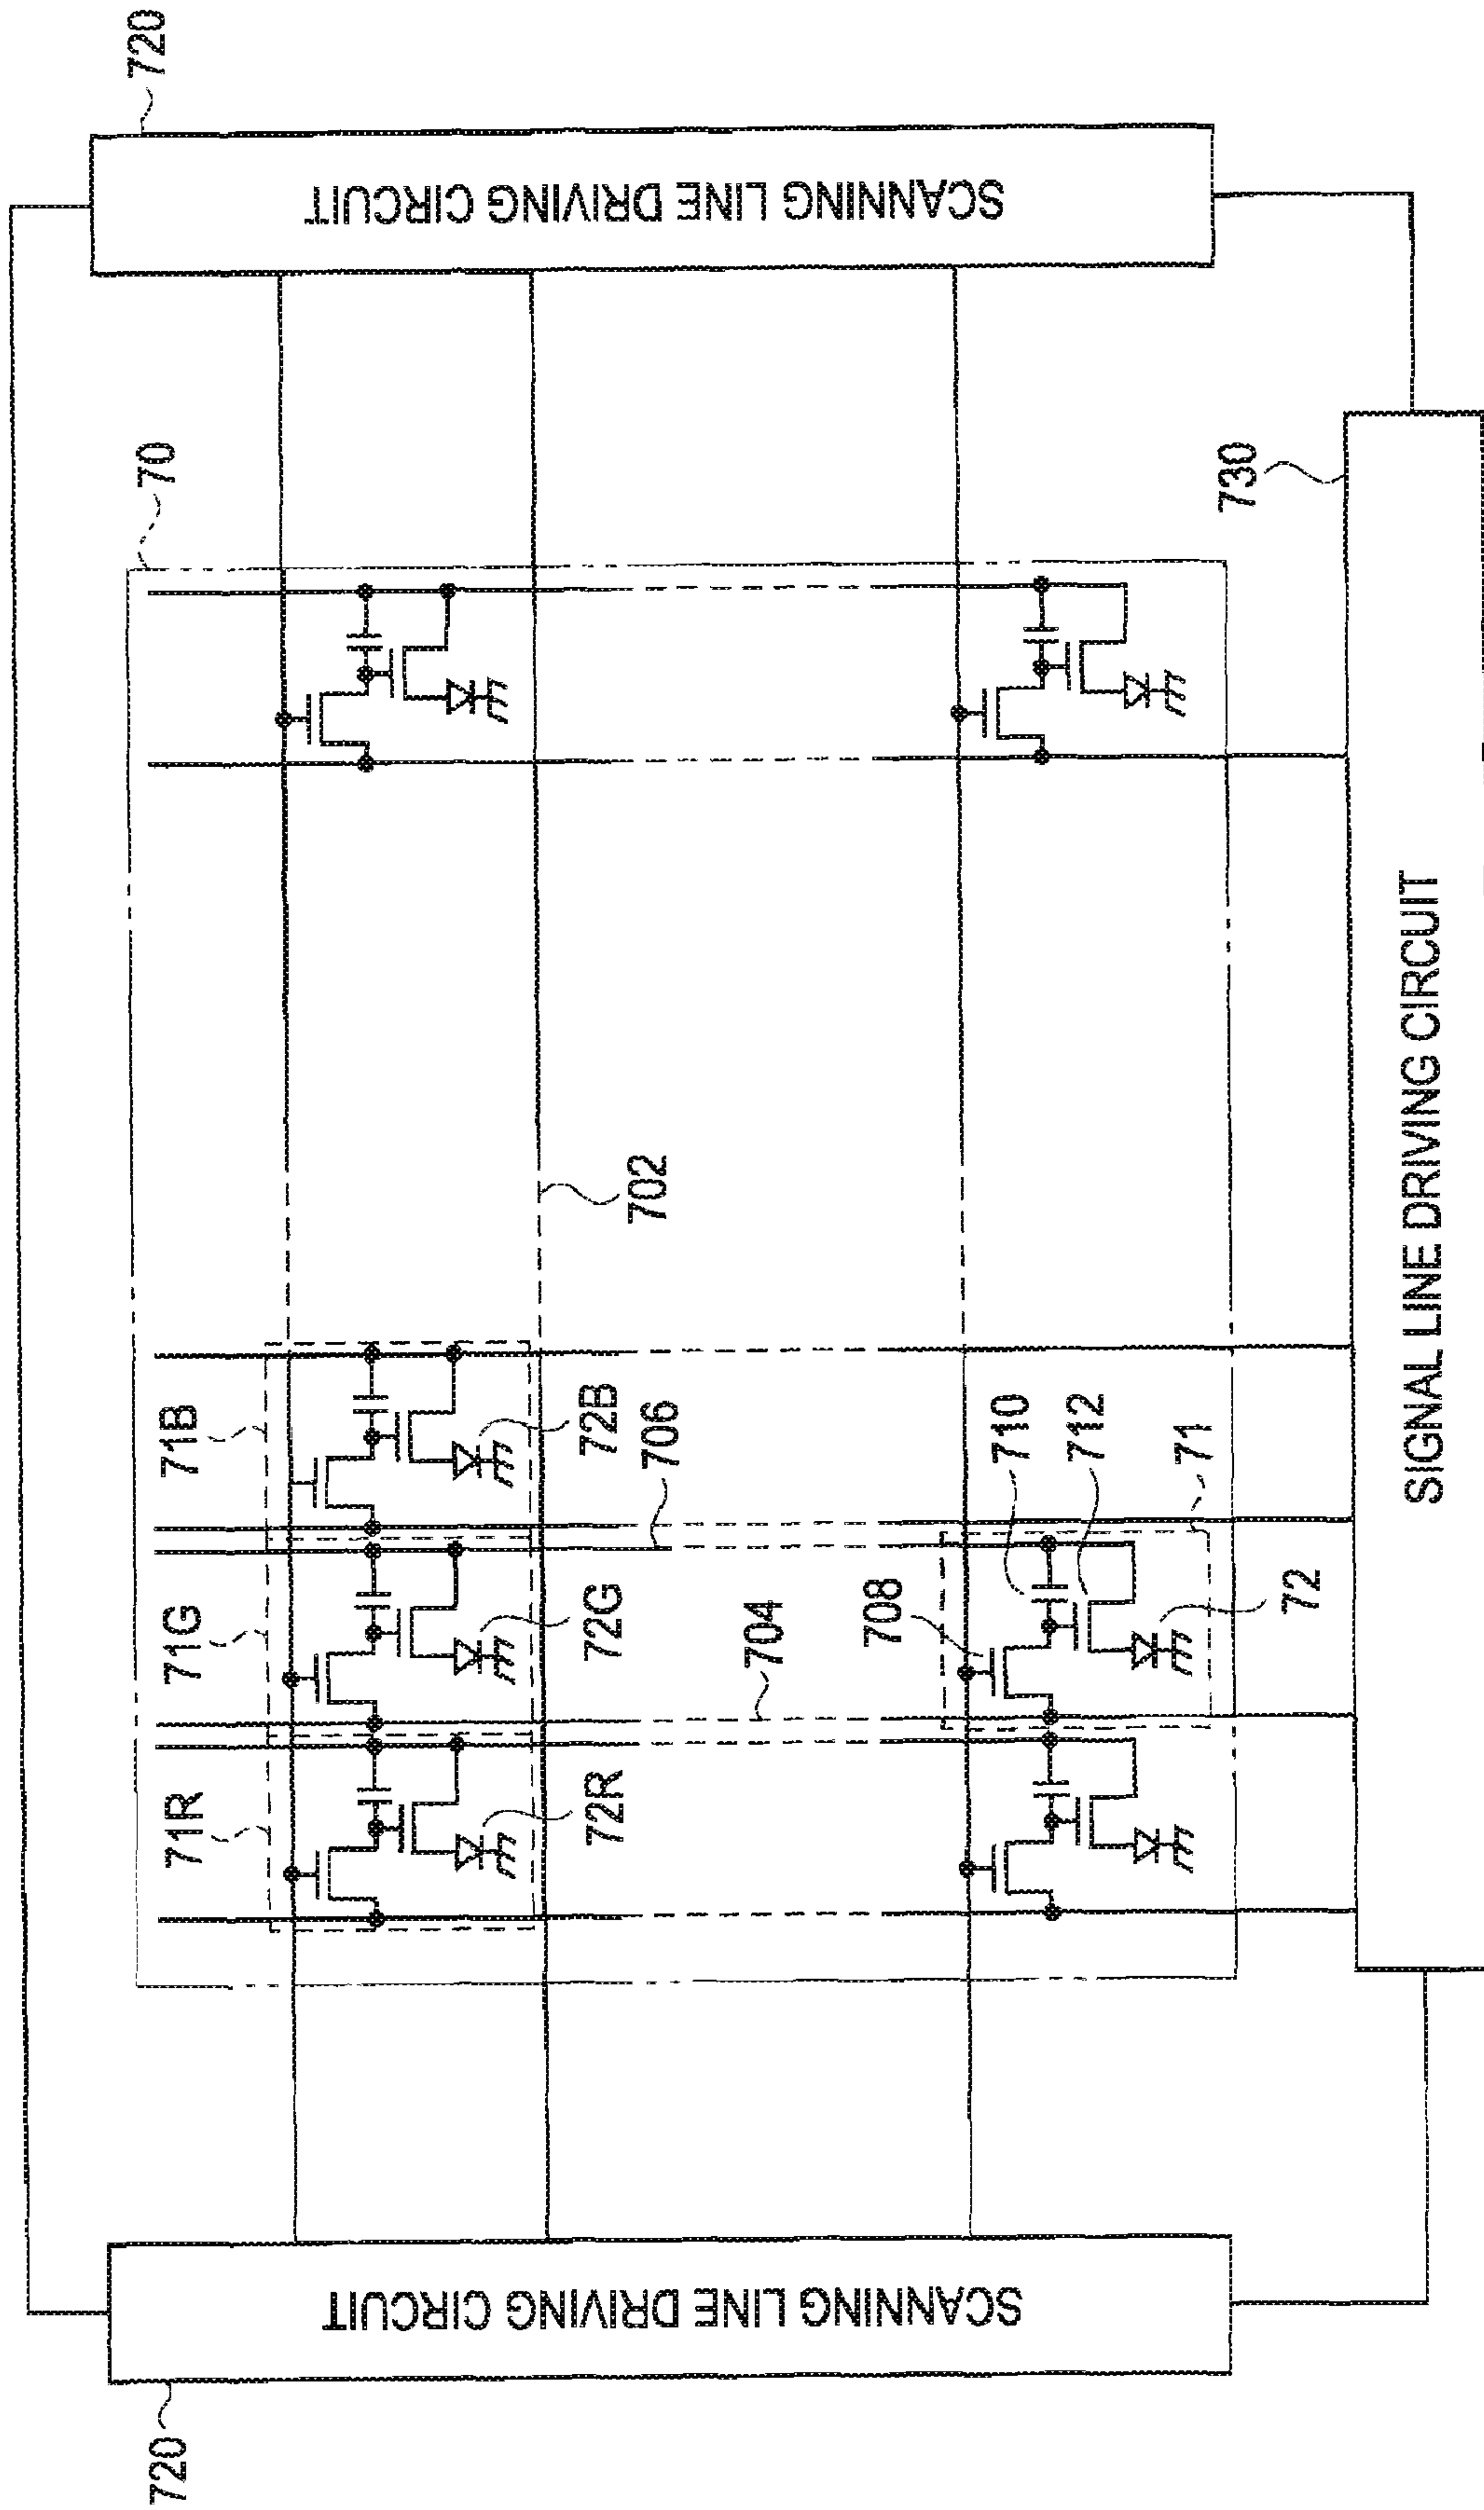 720
SCANNING LINE DRIVING CIRCUIT
71R
71G
71B
70
720
SCANNING LINE DRIVING CIRCUIT
72R
72G
72B
706
702
704
708
710
712
71
72
730
SIGNAL LINE DRIVING CIRCUIT